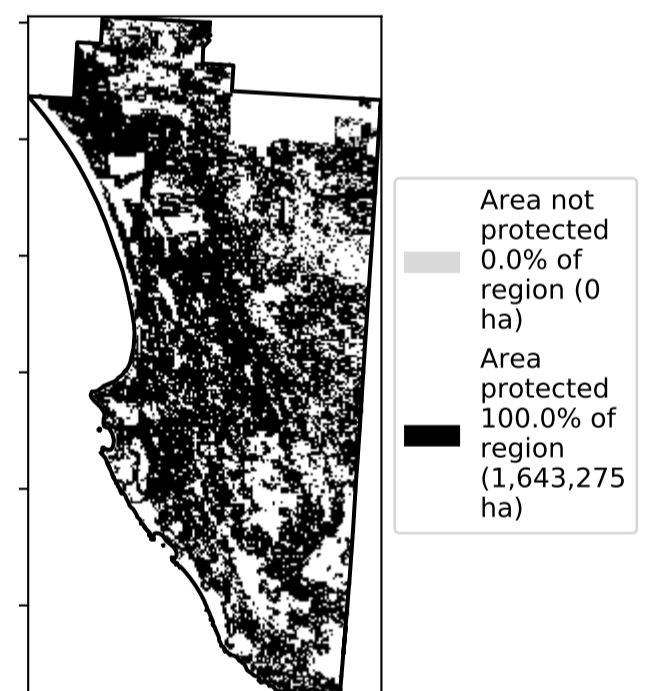 Area not
protected
0.0% of
region (0
ha)
Area
protected
100.0% of
region
(1,643,275
ha)